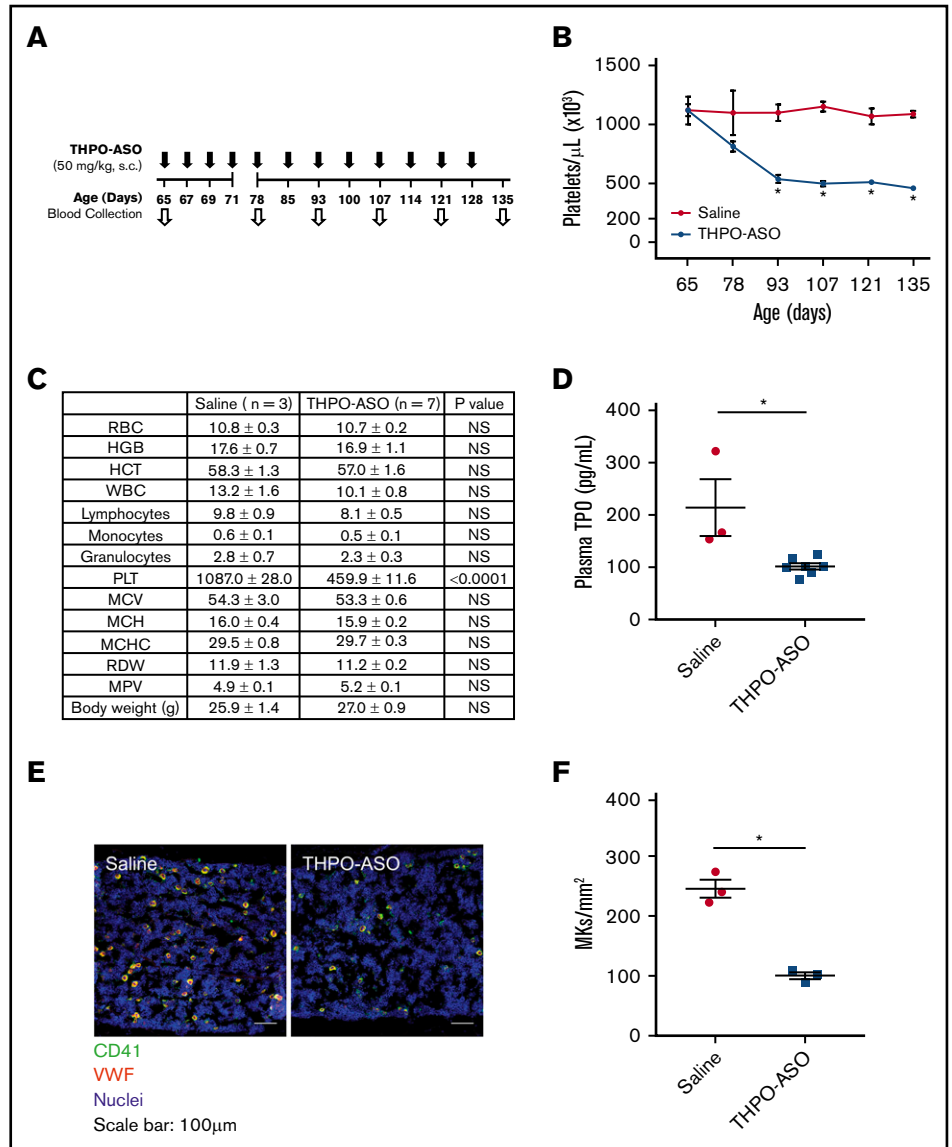 A
THPO-ASO
(50 mg/kg, s.c.)
Age (Days) 65 67 69 71 78 85 93 100 107 114 121 128 135
Blood Collection
B
Platelets/μL (x10³)
1500
1000
500
200
0
Saline
THPO-ASO
* * * *
65 78 93 107 121 135
Age (days)
C
Saline ( n = 3) THPO-ASO (n = 7) P value
RBC 10.8 ± 0.3 10.7 ± 0.2 NS
HGB 17.6 ± 0.7 16.9 ± 1.1 NS
HCT 58.3 ± 1.3 57.0 ± 1.6 NS
WBC 13.2 ± 1.6 10.1 ± 0.8 NS
Lymphocytes 9.8 ± 0.9 8.1 ± 0.5 NS
Monocytes 0.6 ± 0.1 0.5 ± 0.1 NS
Granulocytes 2.8 ± 0.7 2.3 ± 0.3 NS
PLT 1087.0 ± 28.0 459.9 ± 11.6 <0.0001
MCV 54.3 ± 3.0 53.3 ± 0.6 NS
MCH 16.0 ± 0.4 15.9 ± 0.2 NS
MCHC 29.5 ± 0.8 29.7 ± 0.3 NS
RDW 11.9 ± 1.3 11.2 ± 0.2 NS
MPV 4.9 ± 0.1 5.2 ± 0.1 NS
Body weight (g) 25.9 ± 1.4 27.0 ± 0.9 NS
D
Plasma TPO (pg/mL)
400
300
200
100
0
*
Saline
THPO-ASO
E
Saline
THPO-ASO
CD41
VWF
Nuclei
Scale bar: 100μm
F
MKs/mm²
400
300
200
100
0
*
Saline
THPO-ASO